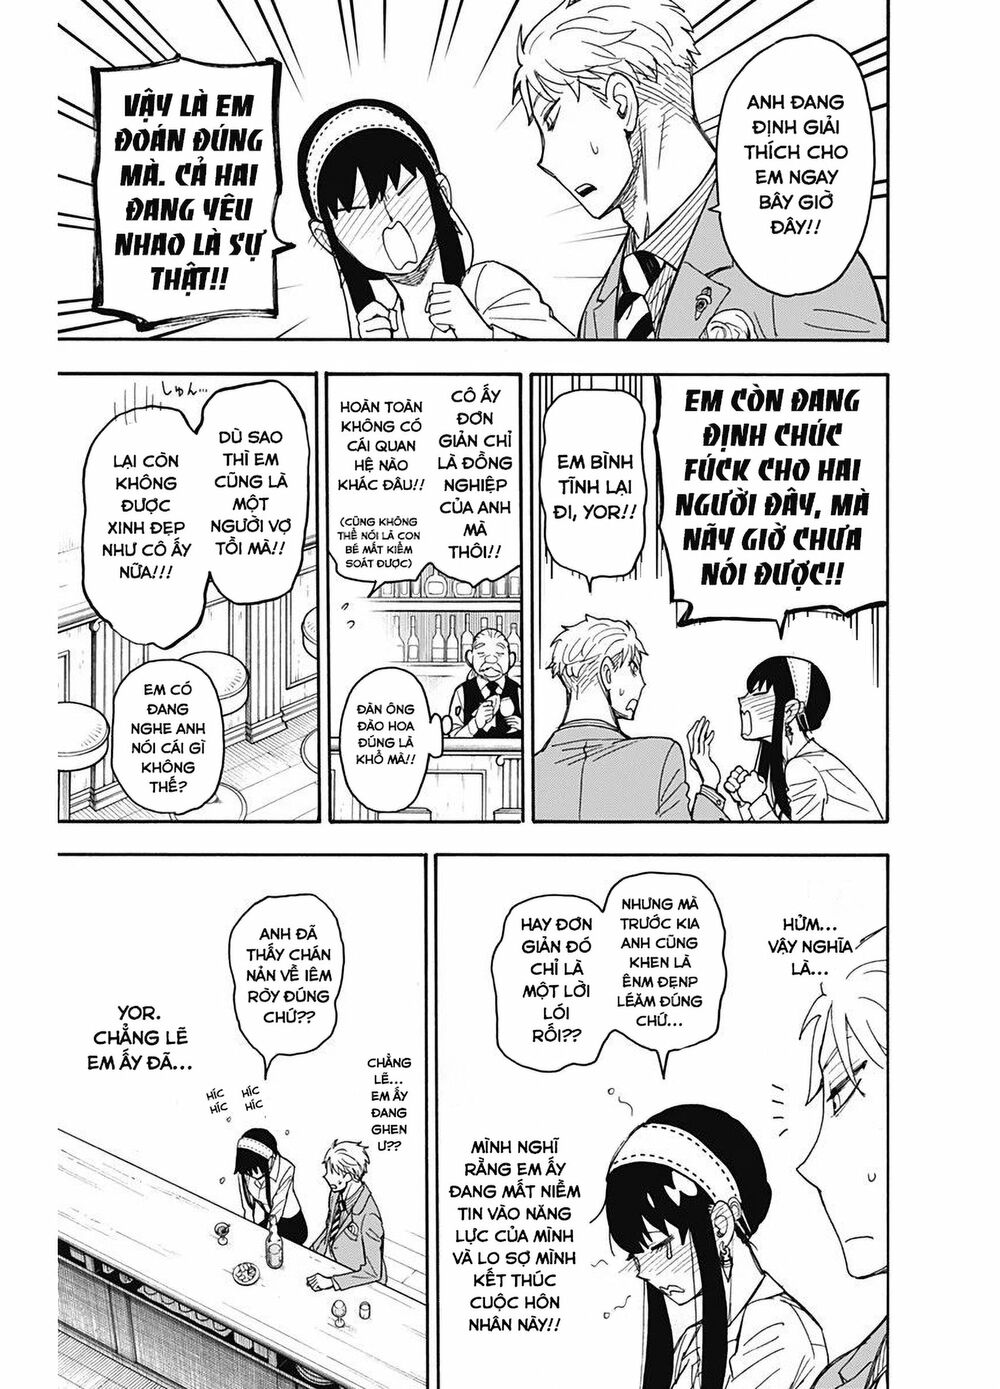 ANH ĐANG
ĐỊNH GIẢI
THÍCH CHO
EM NGAY
BÂY GIỜ
ĐÂY!!
VẬY LÀ EM
ĐOÁN ĐÚNG
MÀ. CẢ HAI
ĐANG YÊU
NHAO LÀ SỰ
THẬT!!
EM CÒN ĐANG
ĐỊNH CHÚC
FÚCK CHO HAI
NGƯỜI ĐÂY, MÀ
NÃY GIỜ CHƯA
NÓI ĐƯỢC!!
EM BÌNH
TĨNH LẠI
ĐI, YOR!!
CÔ ẤY
ĐƠN
GIẢN CHỈ
LÀ ĐỒNG
NGHIỆP
CỦA ANH
MÀ
THÔI!!
HOÀN TOÀN
KHÔNG CÓ
CÁI QUAN
HỆ NÀO
KHÁC ĐÂU!!
(CŨNG KHÔNG
THỂ NÓI LÀ CON
BÉ MẤT KIỂM
SOÁT ĐƯỢC)
ĐÀN ÔNG
ĐÀO HOA
ĐÚNG LÀ
KHỔ MÀ!!
しゅん…
DÙ SAO
THÌ EM
CŨNG LÀ
MỘT
NGƯỜI VỢ
TỒI MÀ!!
LẠI CÒN
KHÔNG
ĐƯỢC
XINH ĐẸP
NHƯ CÔ ẤY
NỮA!!!
EM CÓ
ĐANG
NGHE ANH
NÓI CÁI GÌ
KHÔNG
THẾ?
HỬM...
VẬY NGHĨA
LÀ...
NHƯNG MÀ
TRƯỚC KIA
ANH CŨNG
KHEN LÀ
ÊNM ĐẸNP
LÉĂM ĐÚNG
CHỨ...
HAY ĐƠN
GIẢN ĐÓ
CHỈ LÀ
MỘT LỜI
LÓI
RỐI??
MÌNH NGHĨ
RẰNG EM ẤY
ĐANG MẤT NIỀM
TIN VÀO NĂNG
LỰC CỦA MÌNH
VÀ LO SỢ MÌNH
KẾT THÚC
CUỘC HÔN
NHÂN NÀY!!
ANH ĐÃ
THẤY CHÁN
NẢN VỀ IÊM
RỜY ĐÚNG
CHỨ??
HÍC
HÍC
HÍC
HÍC
CHẲNG
LẼ...
EM ẤY
ĐANG
GHEN
Ư??
YOR.
CHẲNG LẼ
EM ẤY ĐÃ...